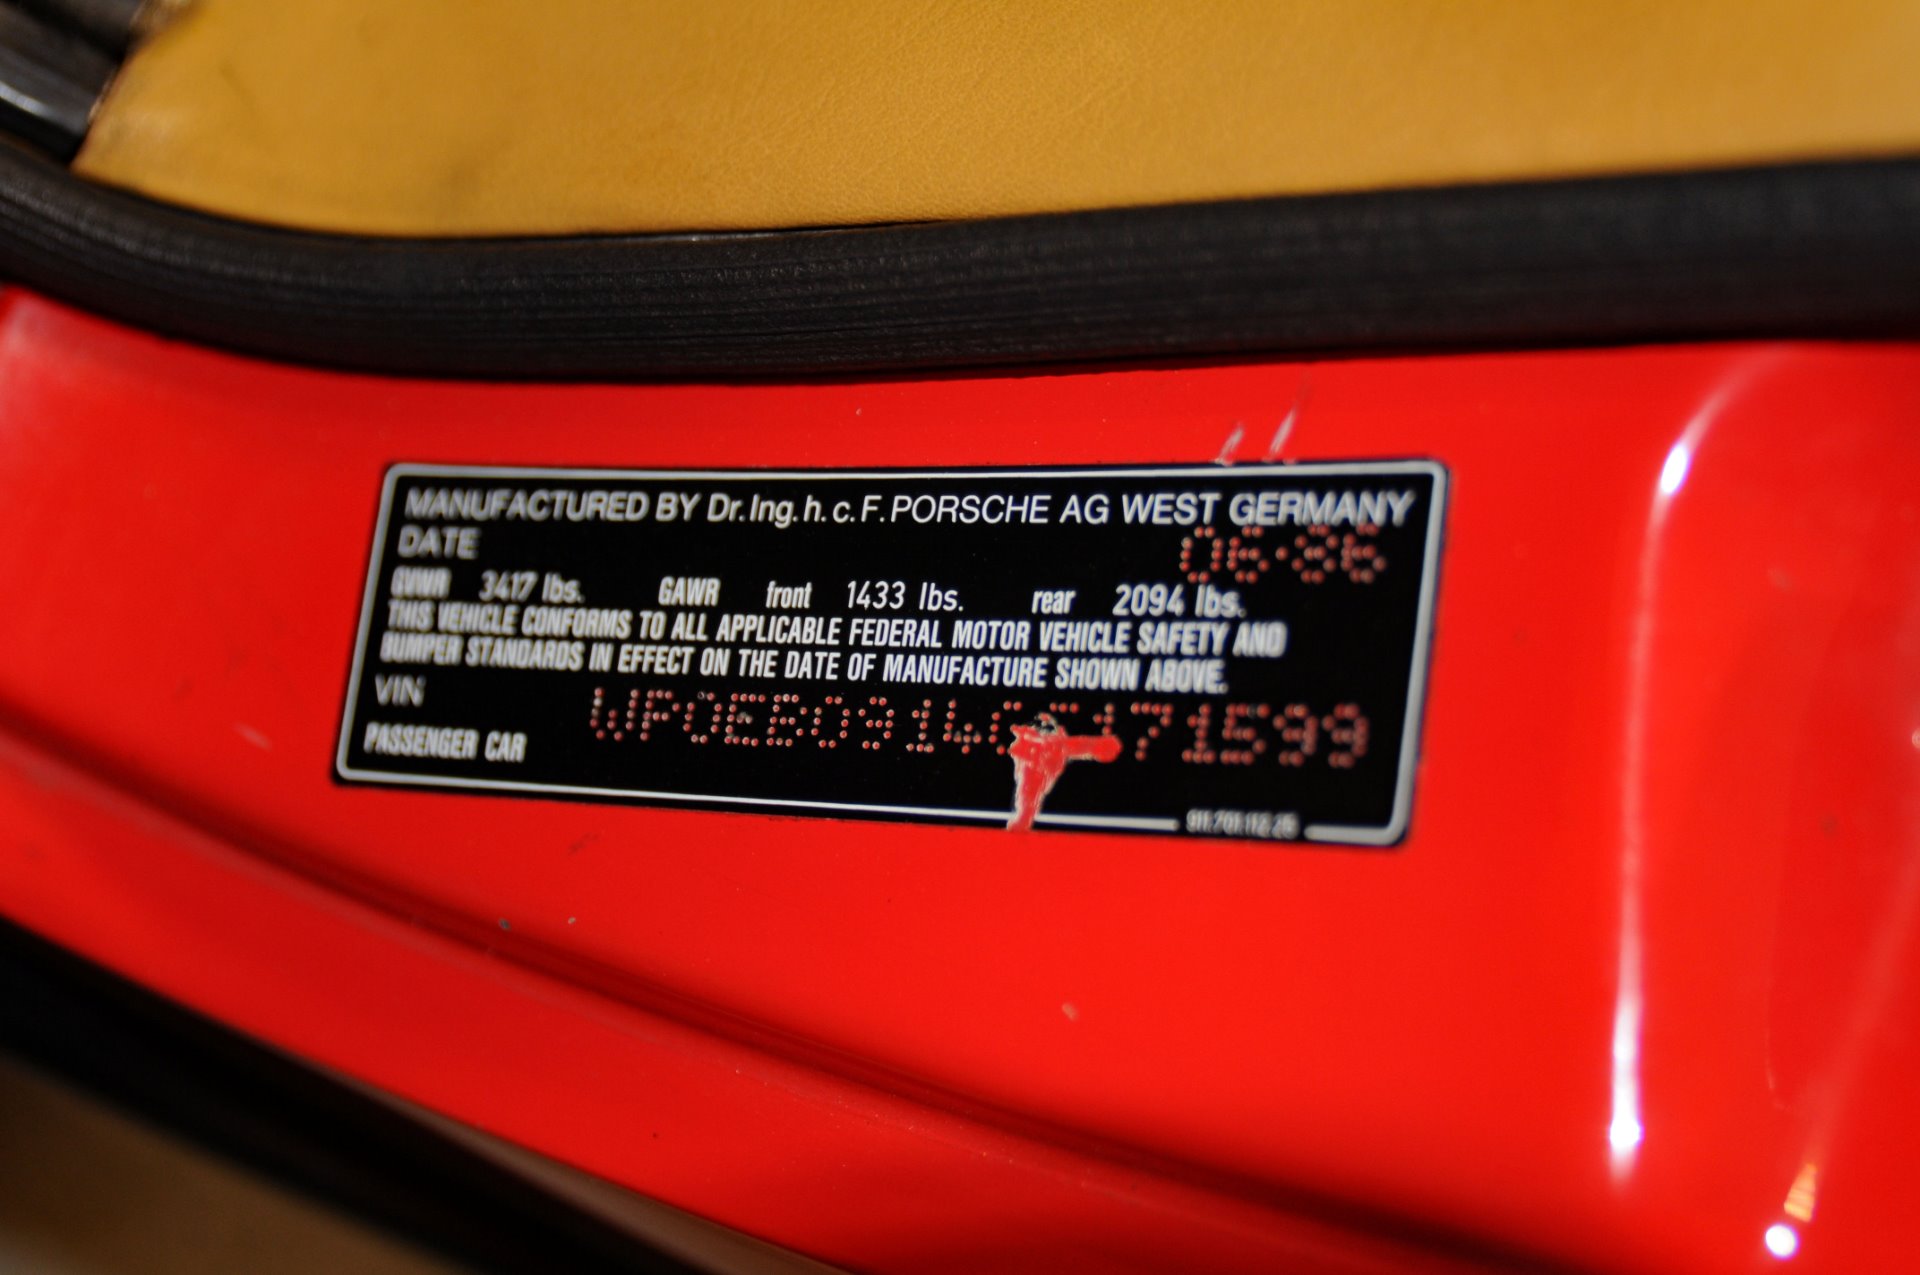 MANUFACTURED BY Dr.Ing.h.c.F.PORSCHE AG WEST GERMANY
DATE 06·86
GVWR 3417 lbs. GAWR front 1433 lbs. rear 2094 lbs.
THIS VEHICLE CONFORMS TO ALL APPLICABLE FEDERAL MOTOR VEHICLE SAFETY AND
BUMPER STANDARDS IN EFFECT ON THE DATE OF MANUFACTURE SHOWN ABOVE.
VIN WP0EB0914GS171599
PASSENGER CAR